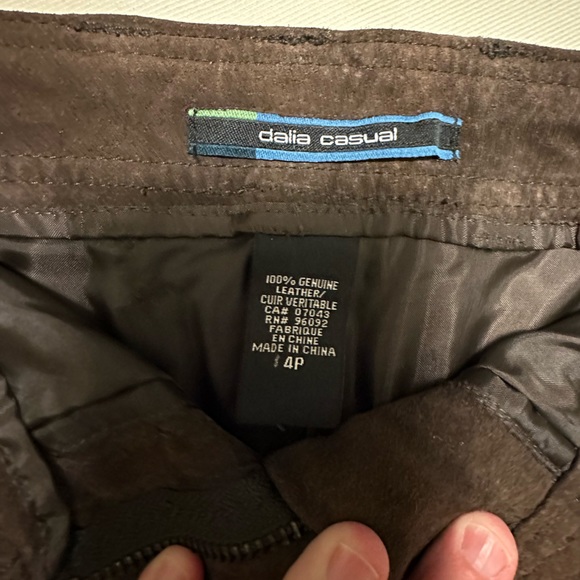 dalia casual
100% GENUINE
LEATHER/
CUIR VERITABLE
CA# 07043
RN# 96092
FABRIQUE
EN CHINE
MADE IN CHINA
4P